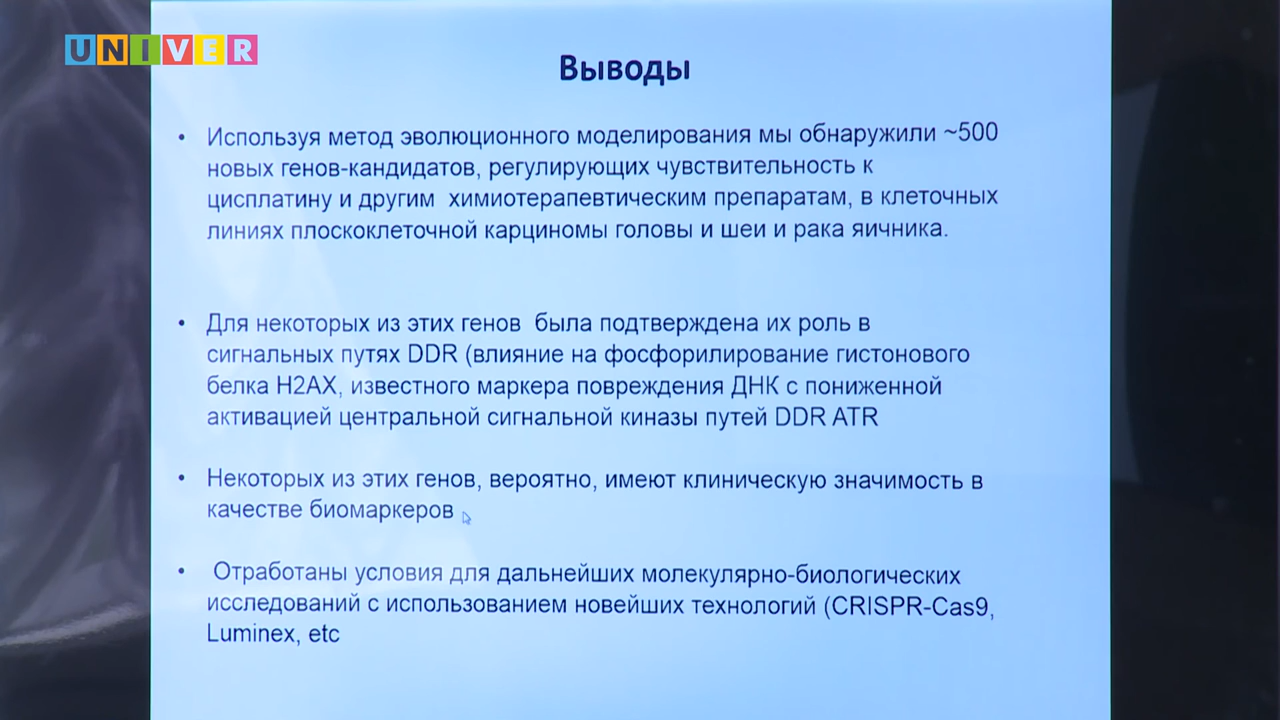 UNIVER
Выводы
• Используя метод эволюционного моделирования мы обнаружили ~500
новых генов-кандидатов, регулирующих чувствительность к
цисплатину и другим химиотерапевтическим препаратам, в клеточных
линиях плоскоклеточной карциномы головы и шеи и рака яичника.
• Для некоторых из этих генов была подтверждена их роль в
сигнальных путях DDR (влияние на фосфорилирование гистонового
белка H2AX, известного маркера повреждения ДНК с пониженной
активацией центральной сигнальной киназы путей DDR ATR
• Некоторых из этих генов, вероятно, имеют клиническую значимость в
качестве биомаркеров
• Отработаны условия для дальнейших молекулярно-биологических
исследований с использованием новейших технологий (CRISPR-Cas9,
Luminex, etc